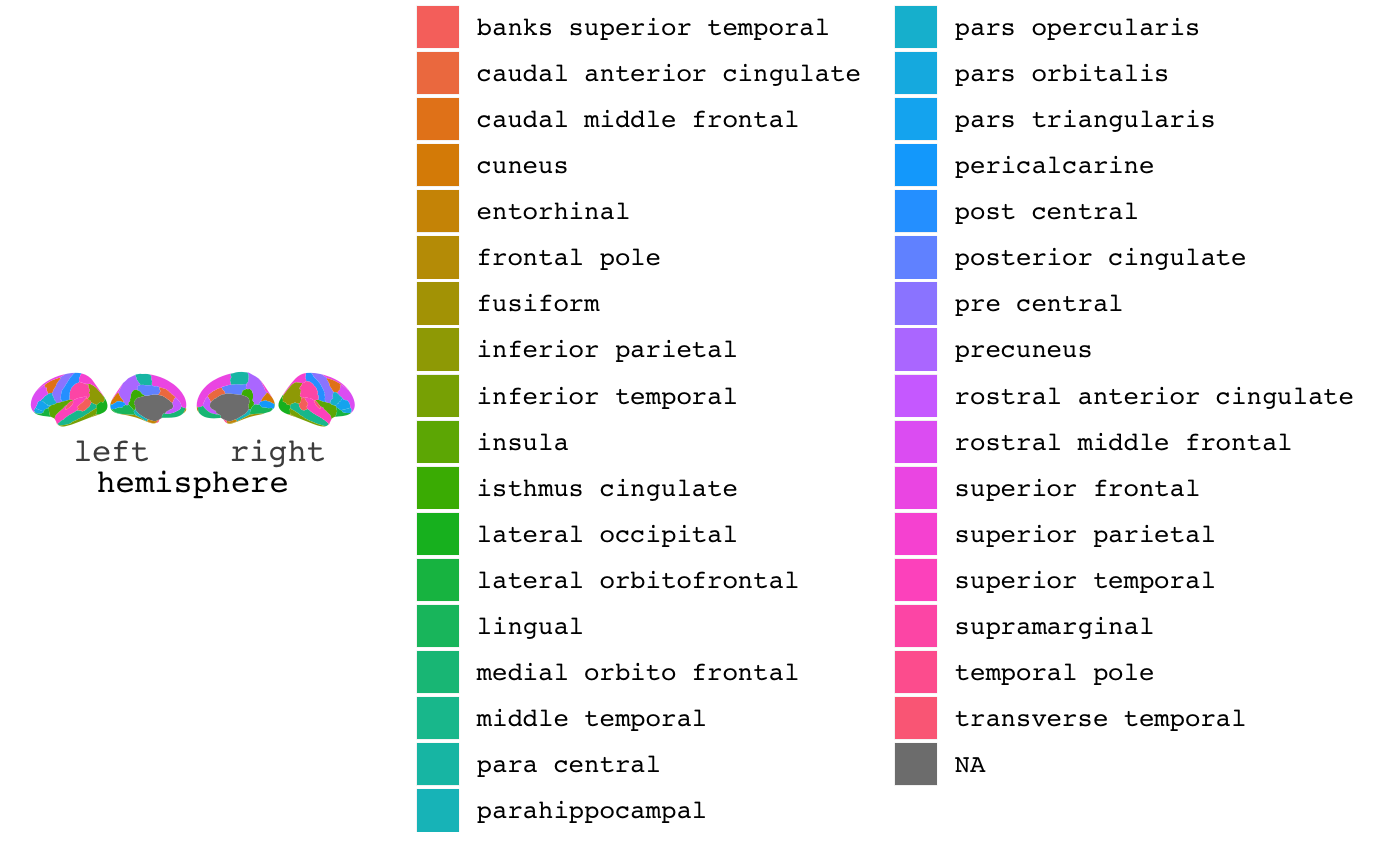 left right
hemisphere
banks superior temporal
caudal anterior cingulate
caudal middle frontal
cuneus
entorhinal
frontal pole
fusiform
inferior parietal
inferior temporal
insula
isthmus cingulate
lateral occipital
lateral orbitofrontal
lingual
medial orbito frontal
middle temporal
para central
parahippocampal
pars opercularis
pars orbitalis
pars triangularis
pericalcarine
post central
posterior cingulate
pre central
precuneus
rostral anterior cingulate
rostral middle frontal
superior frontal
superior parietal
superior temporal
supramarginal
temporal pole
transverse temporal
NA